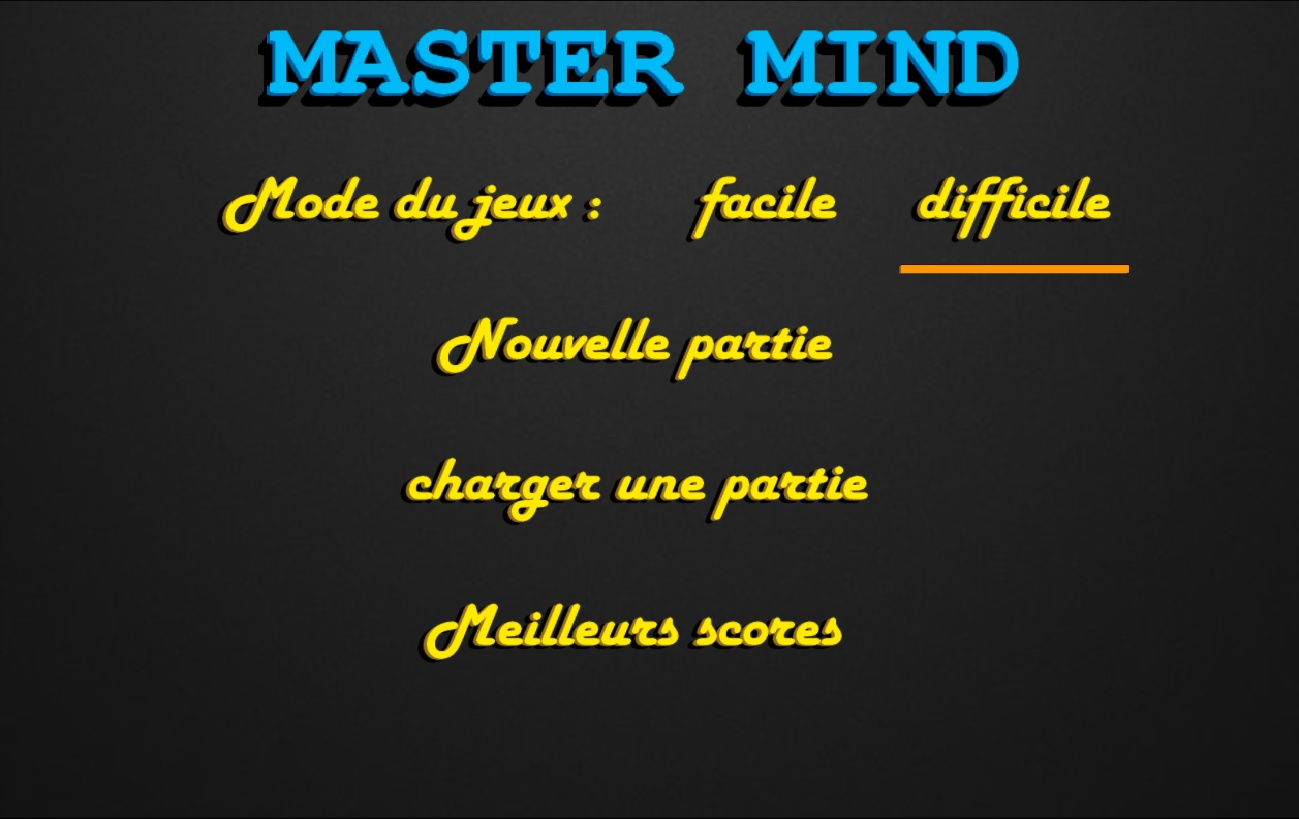 MASTER MIND
Mode du jeux : facile difficile
Nouvelle partie
charger une partie
Meilleurs scores